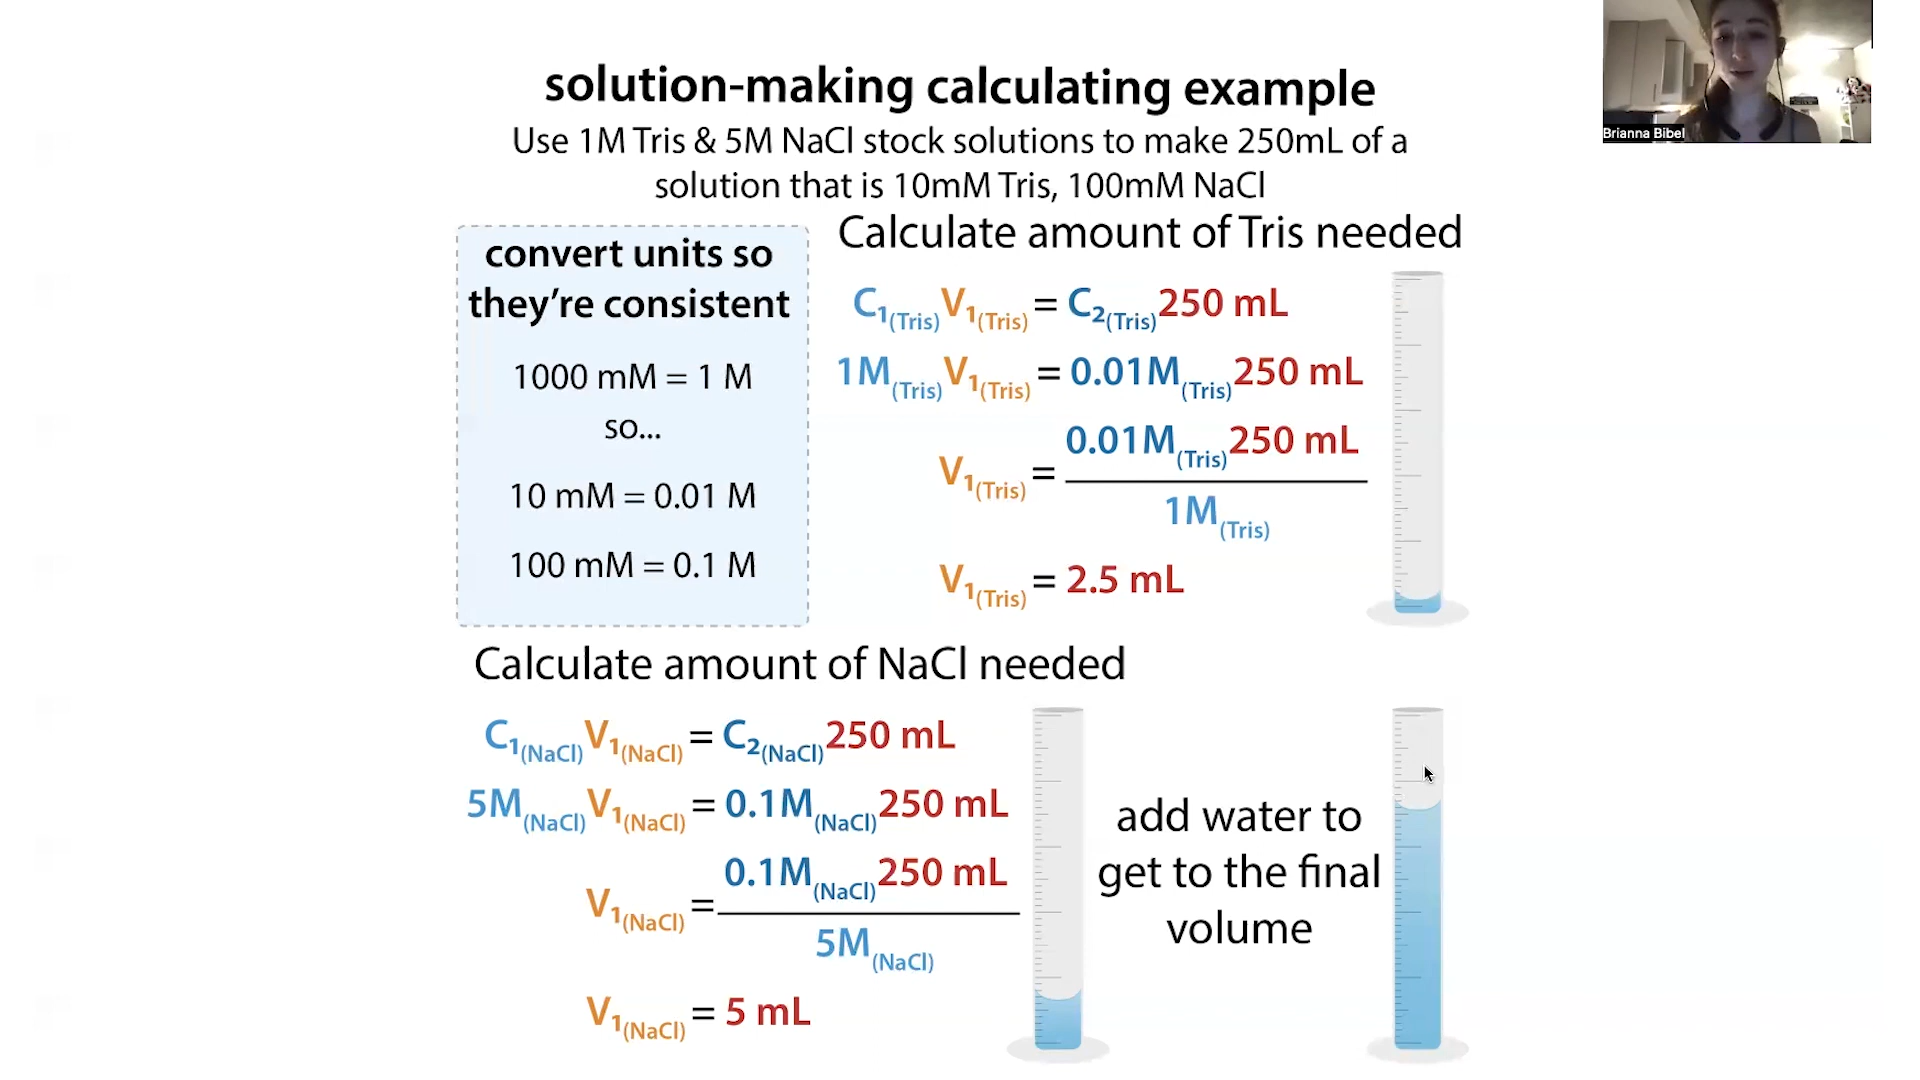 solution-making calculating example
Use 1M Tris & 5M NaCl stock solutions to make 250mL of a
solution that is 10mM Tris, 100mM NaCl
Brianna Bibel
convert units so
they’re consistent
1000 mM = 1 M
so...
10 mM = 0.01 M
100 mM = 0.1 M
Calculate amount of Tris needed
C1(Tris)V1(Tris) = C2(Tris)250 mL
1M(Tris)V1(Tris) = 0.01M(Tris)250 mL
0.01M(Tris)250 mL
V1(Tris) =
1M(Tris)
V1(Tris) = 2.5 mL
Calculate amount of NaCl needed
C1(NaCl)V1(NaCl) = C2(NaCl)250 mL
5M(NaCl)V1(NaCl) = 0.1M(NaCl)250 mL
0.1M(NaCl)250 mL
V1(NaCl) =
5M(NaCl)
V1(NaCl) = 5 mL
add water to
get to the final
volume